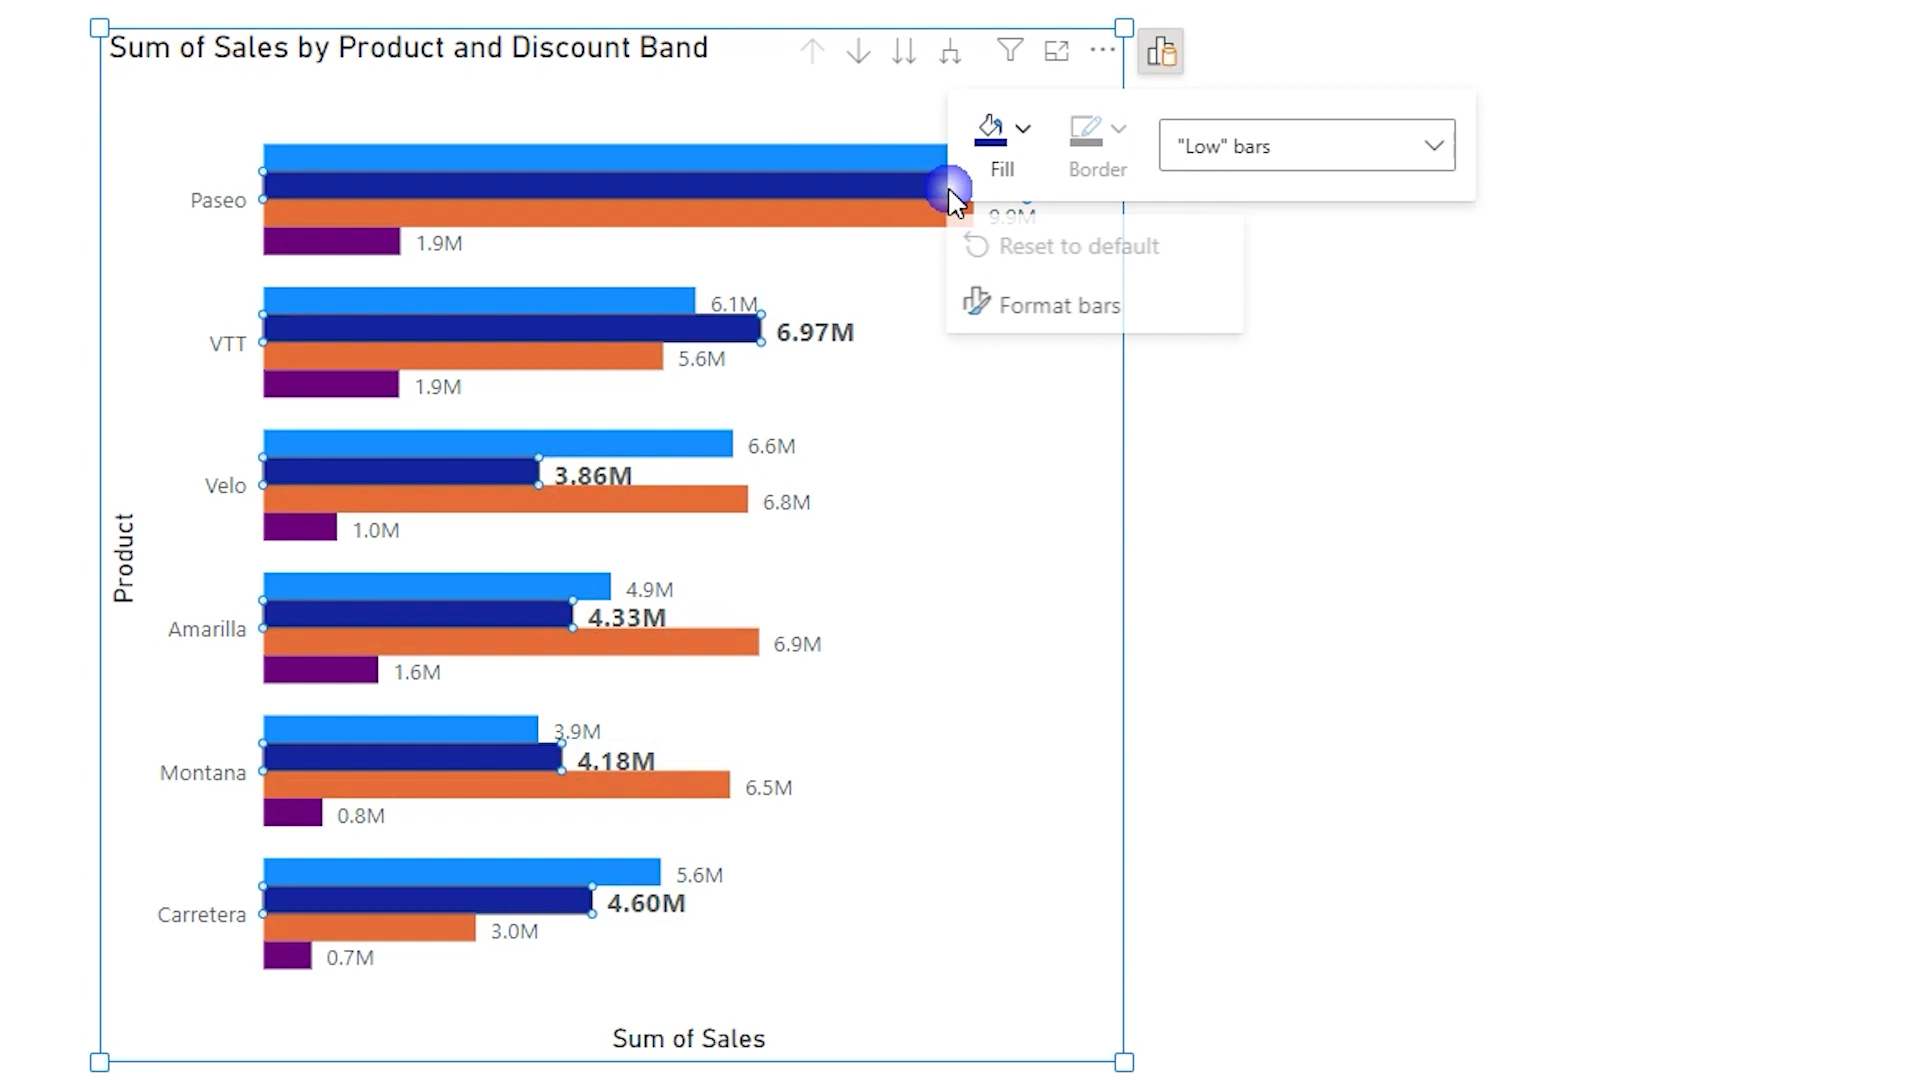 Sum of Sales by Product and Discount Band
Fill
Border
"Low" bars
Reset to default
Format bars
Product
Paseo
9.9M
1.9M
VTT
6.1M
6.97M
5.6M
1.9M
Velo
6.6M
3.86M
6.8M
1.0M
Amarilla
4.9M
4.33M
6.9M
1.6M
Montana
3.9M
4.18M
6.5M
0.8M
Carretera
5.6M
4.60M
3.0M
0.7M
Sum of Sales